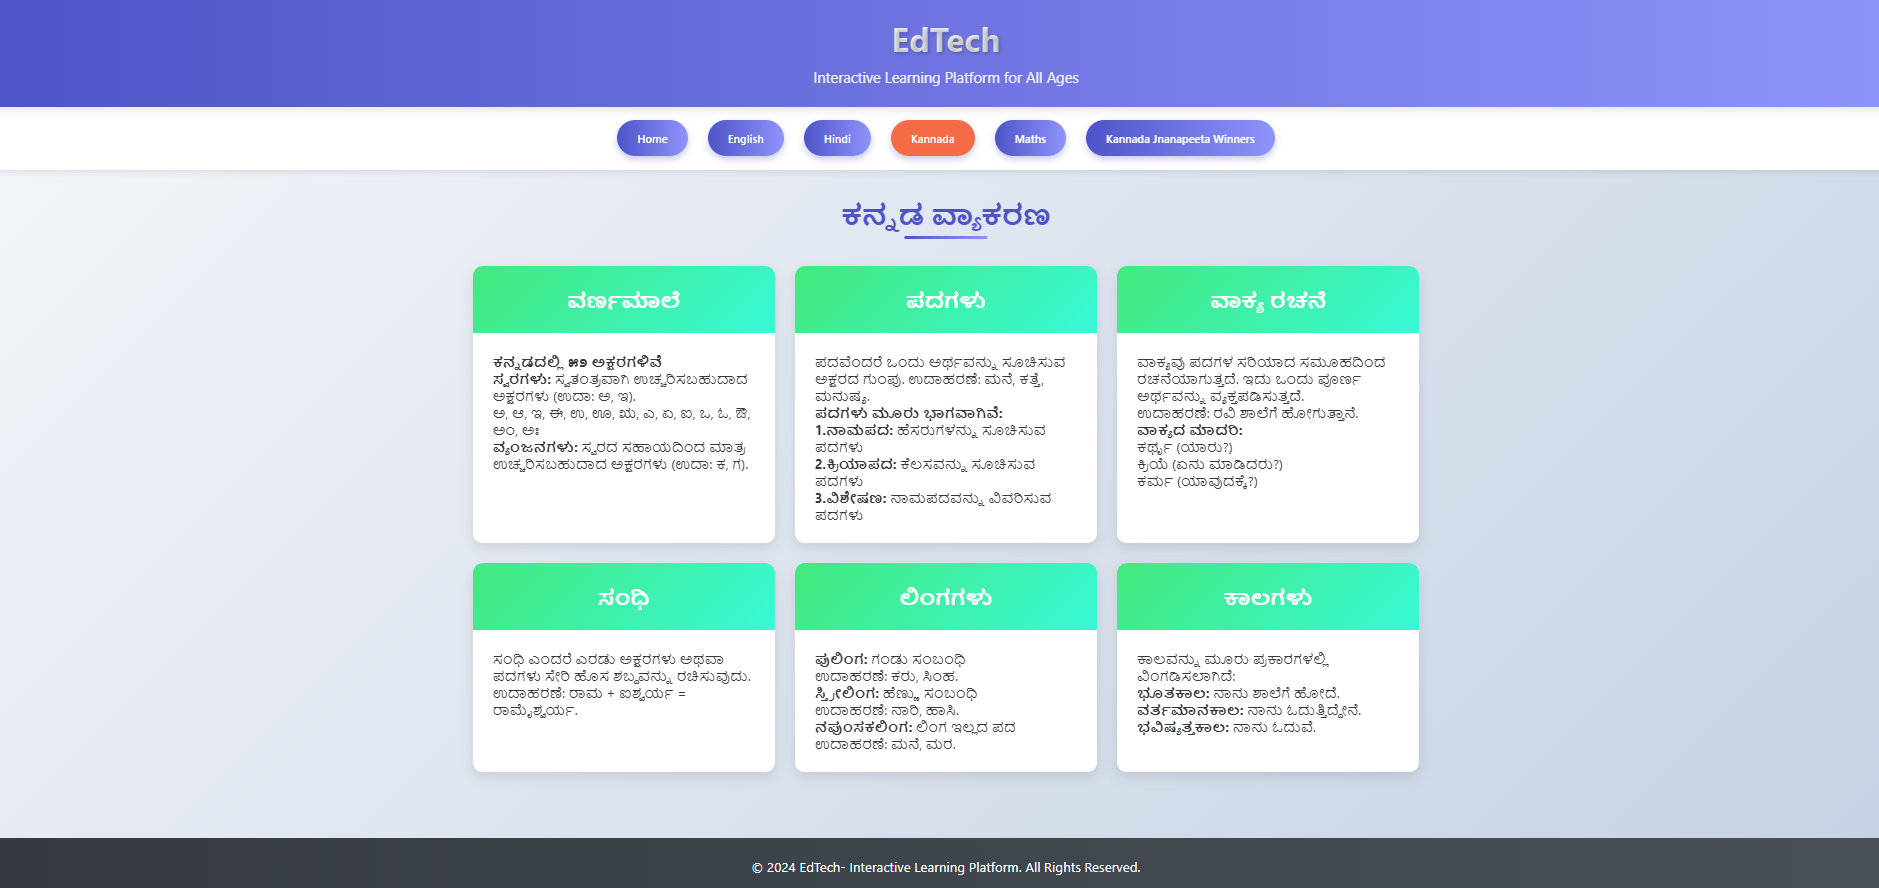 EdTech
Interactive Learning Platform for All Ages
Home English Hindi Kannada Maths Kannada Jnanapeeta Winners
ಕನ್ನಡ ವ್ಯಾಕರಣ
ವರ್ಣಮಾಲೆ
ಕನ್ನಡದಲ್ಲಿ ೫೨ ಅಕ್ಷರಗಳಿವೆ
ಸ್ವರಗಳು: ಸ್ವತಂತ್ರವಾಗಿ ಉಚ್ಚರಿಸಬಹುದಾದ
ಅಕ್ಷರಗಳು (ಉದಾ: ಅ, ಇ).
ಅ, ಆ, ಇ, ಈ, ಉ, ಊ, ಋ, ಎ, ಏ, ಐ, ಒ, ಓ, ಔ,
ಅಂ, ಅಃ
ವ್ಯಂಜನಗಳು: ಸ್ವರದ ಸಹಾಯದಿಂದ ಮಾತ್ರ
ಉಚ್ಚರಿಸಬಹುದಾದ ಅಕ್ಷರಗಳು (ಉದಾ: ಕ, ಗ).
ಪದಗಳು
ಪದವೆಂದರೆ ಒಂದು ಅರ್ಥವನ್ನು ಸೂಚಿಸುವ
ಅಕ್ಷರದ ಗುಂಪು. ಉದಾಹರಣೆ: ಮನೆ, ಕತ್ತೆ,
ಮನುಷ್ಯ.
ಪದಗಳು ಮೂರು ಭಾಗವಾಗಿವೆ:
1.ನಾಮಪದ: ಹೆಸರುಗಳನ್ನು ಸೂಚಿಸುವ
ಪದಗಳು
2.ಕ್ರಿಯಾಪದ: ಕೆಲಸವನ್ನು ಸೂಚಿಸುವ
ಪದಗಳು
3.ವಿಶೇಷಣ: ನಾಮಪದವನ್ನು ವಿವರಿಸುವ
ಪದಗಳು
ವಾಕ್ಯ ರಚನೆ
ವಾಕ್ಯವು ಪದಗಳ ಸರಿಯಾದ ಸಮೂಹದಿಂದ
ರಚನೆಯಾಗುತ್ತದೆ. ಇದು ಒಂದು ಪೂರ್ಣ
ಅರ್ಥವನ್ನು ವ್ಯಕ್ತಪಡಿಸುತ್ತದೆ.
ಉದಾಹರಣೆ: ರವಿ ಶಾಲೆಗೆ ಹೋಗುತ್ತಾನೆ.
ವಾಕ್ಯದ ಮಾದರಿ:
(ಯಾರು?)
ಕ್ರಿಯೆ (ಏನು ಮಾಡಿದರು?)
ಕರ್ಮ (ಯಾವುದಕ್ಕೆ?)
ಸಂಧಿ
ಸಂಧಿ ಎಂದರೆ ಎರಡು ಅಕ್ಷರಗಳು ಅಥವಾ
ಪದಗಳು ಸೇರಿ ಹೊಸ ಶಬ್ದವನ್ನು ರಚಿಸುವುದು.
ಉದಾಹರಣೆ: ರಾಮ + ಐಶ್ವರ್ಯ =
ರಾಮೈಶ್ವರ್ಯ.
ಲಿಂಗಗಳು
ಪುಲಿಂಗ: ಗಂಡು ಸಂಬಂಧಿ
ಉದಾಹರಣೆ: ಕರು, ಸಿಂಹ.
ಸ್ತ್ರೀಲಿಂಗ: ಹೆಣ್ಣು ಸಂಬಂಧಿ
ಉದಾಹರಣೆ: ನಾರಿ, ಹಾಸಿ.
ನಪುಂಸಕಲಿಂಗ: ಲಿಂಗ ಇಲ್ಲದ ಪದ
ಉದಾಹರಣೆ: ಮನೆ, ಮರ.
ಕಾಲಗಳು
ಕಾಲವನ್ನು ಮೂರು ಪ್ರಕಾರಗಳಲ್ಲಿ
ವಿಂಗಡಿಸಲಾಗಿದೆ:
ಭೂತಕಾಲ: ನಾನು ಶಾಲೆಗೆ ಹೋದೆ.
ವರ್ತಮಾನಕಾಲ: ನಾನು ಓದುತ್ತಿದ್ದೇನೆ.
ಭವಿಷ್ಯತ್ತಕಾಲ: ನಾನು ಓದುವೆ.
© 2024 EdTech- Interactive Learning Platform. All Rights Reserved.